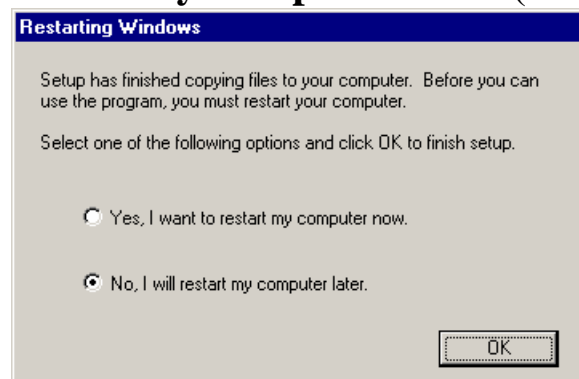 Restarting Windows
Setup has finished copying files to your computer. Before you can
use the program, you must restart your computer.
Select one of the following options and click OK to finish setup.
Yes, I want to restart my computer now.
No, I will restart my computer later.
OK